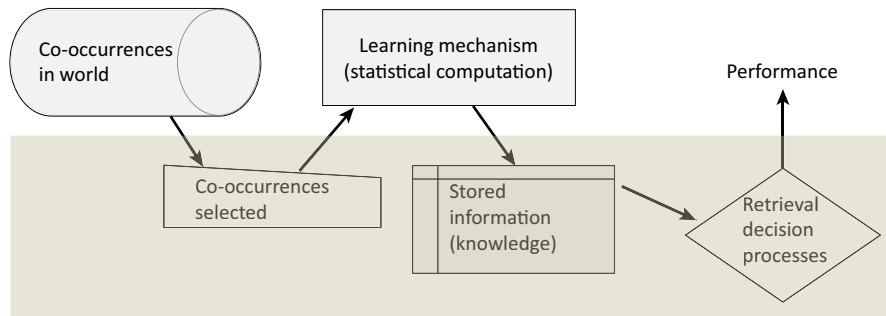 Co-occurrences
in world
Learning mechanism
(statistical computation)
Performance
Co-occurrences
selected
Stored
information
(knowledge)
Retrieval
decision
processes